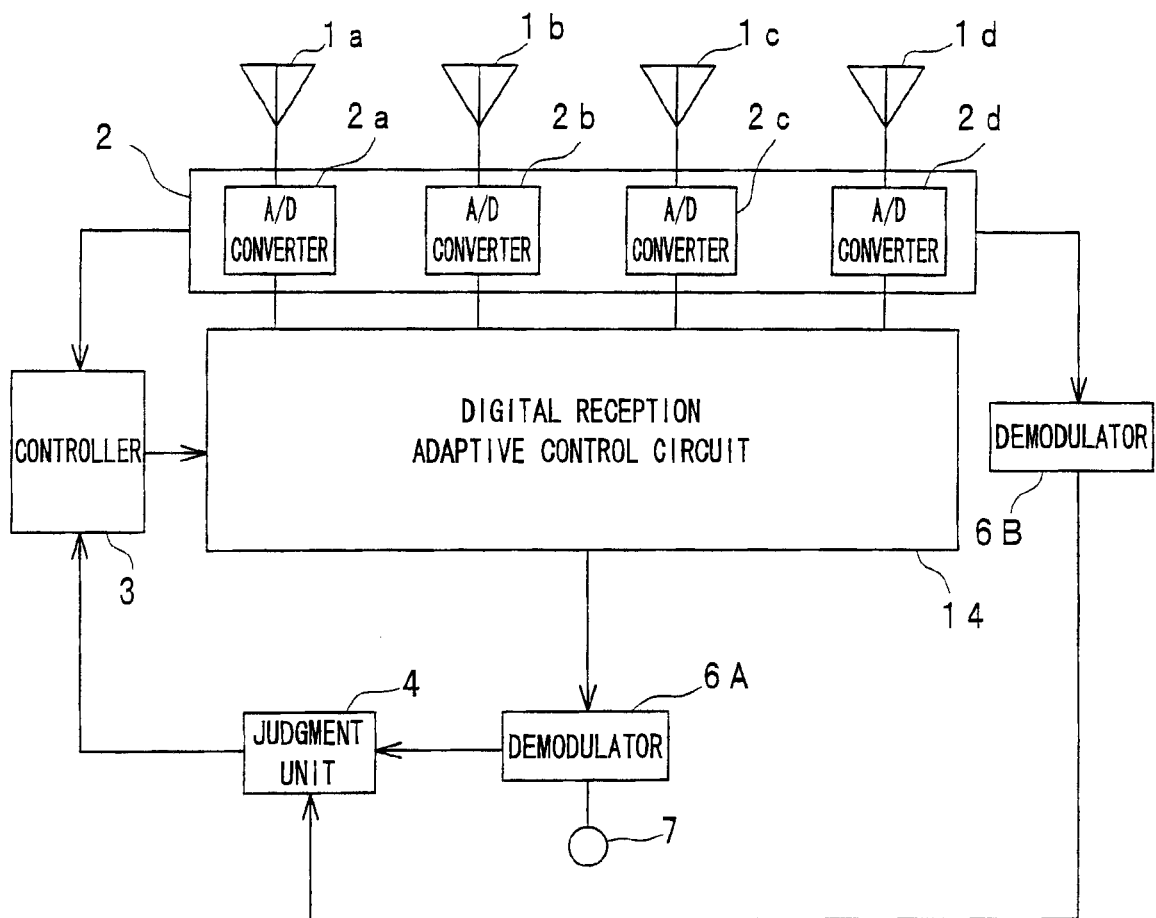 1a 1b 1c 1d
2 2a 2b 2c 2d
A/D A/D A/D A/D
CONVERTER CONVERTER CONVERTER CONVERTER
DIGITAL RECEPTION
ADAPTIVE CONTROL CIRCUIT
CONTROLLER
DEMODULATOR
6B
3
14
4
6A
JUDGMENT
UNIT
DEMODULATOR
7